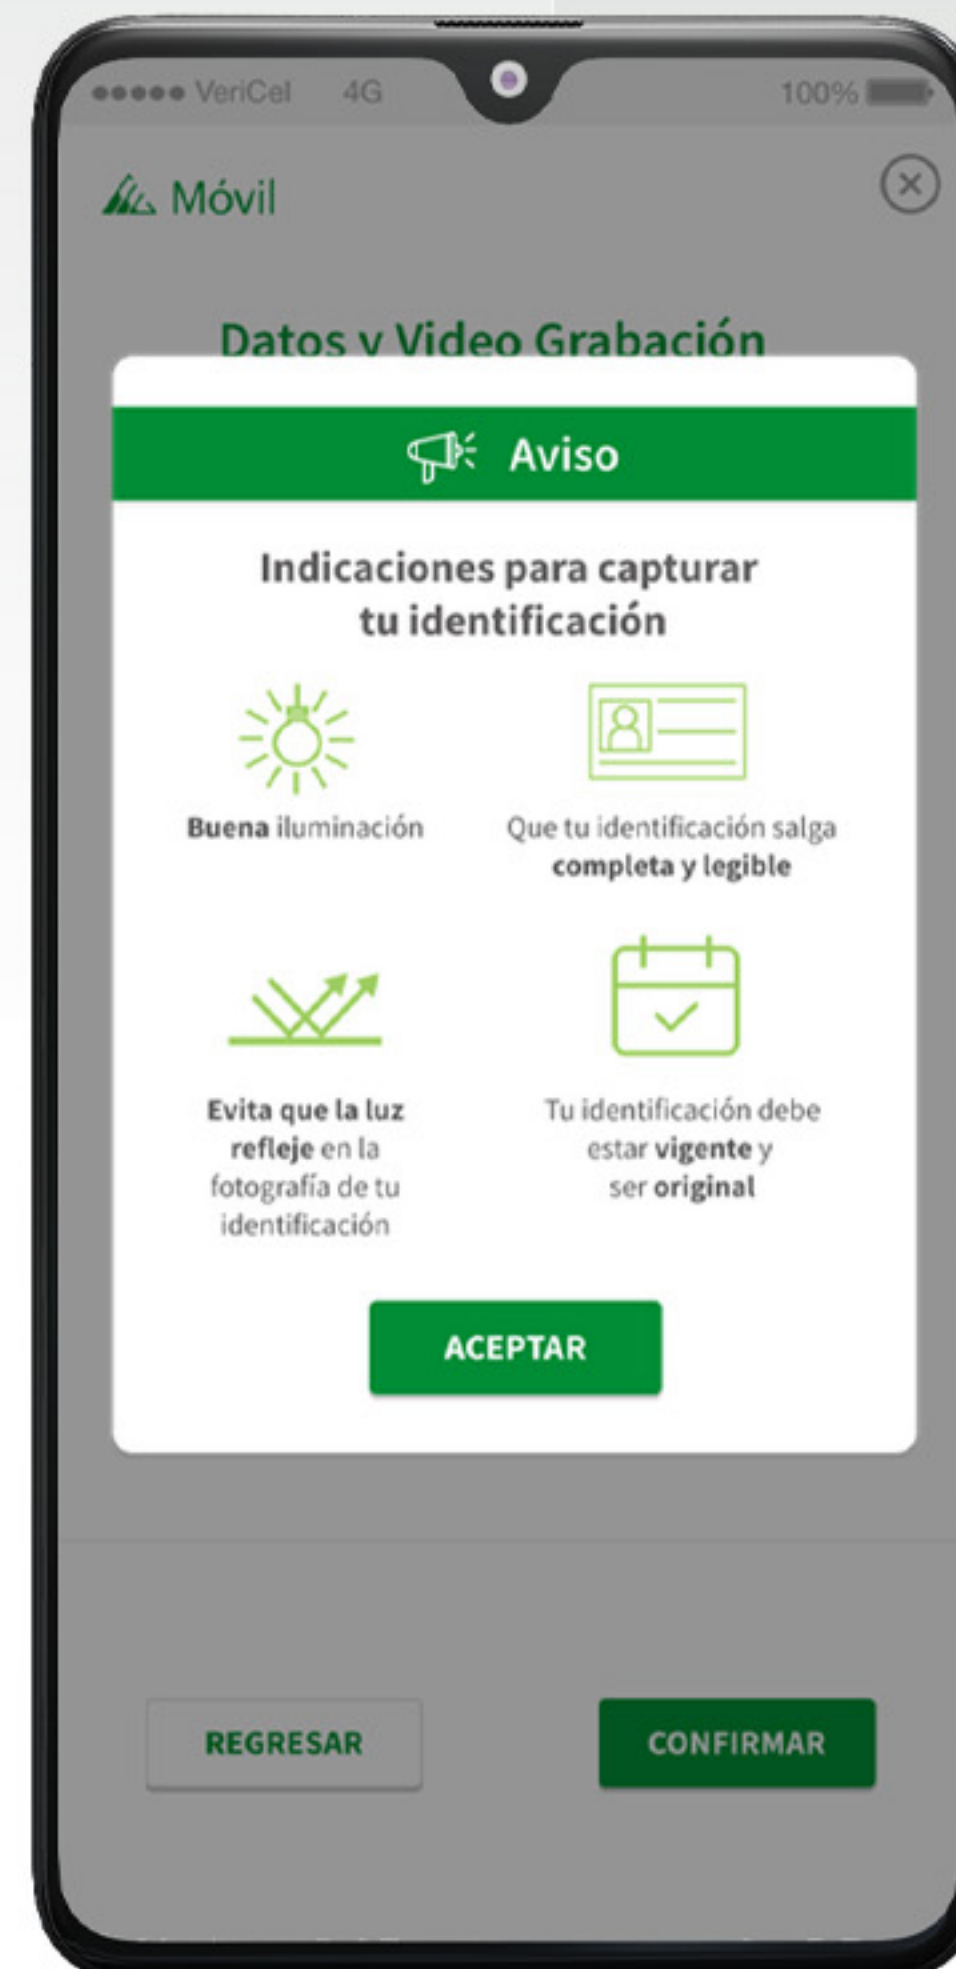 VeriCel 4G 100%
Móvil
Datos y Video Grabación
Aviso
Indicaciones para capturar
tu identificación
Buena iluminación
Que tu identificación salga
completa y legible
Evita que la luz
refleje en la
fotografía de tu
identificación
Tu identificación debe
estar vigente y
ser original
ACEPTAR
REGRESAR
CONFIRMAR